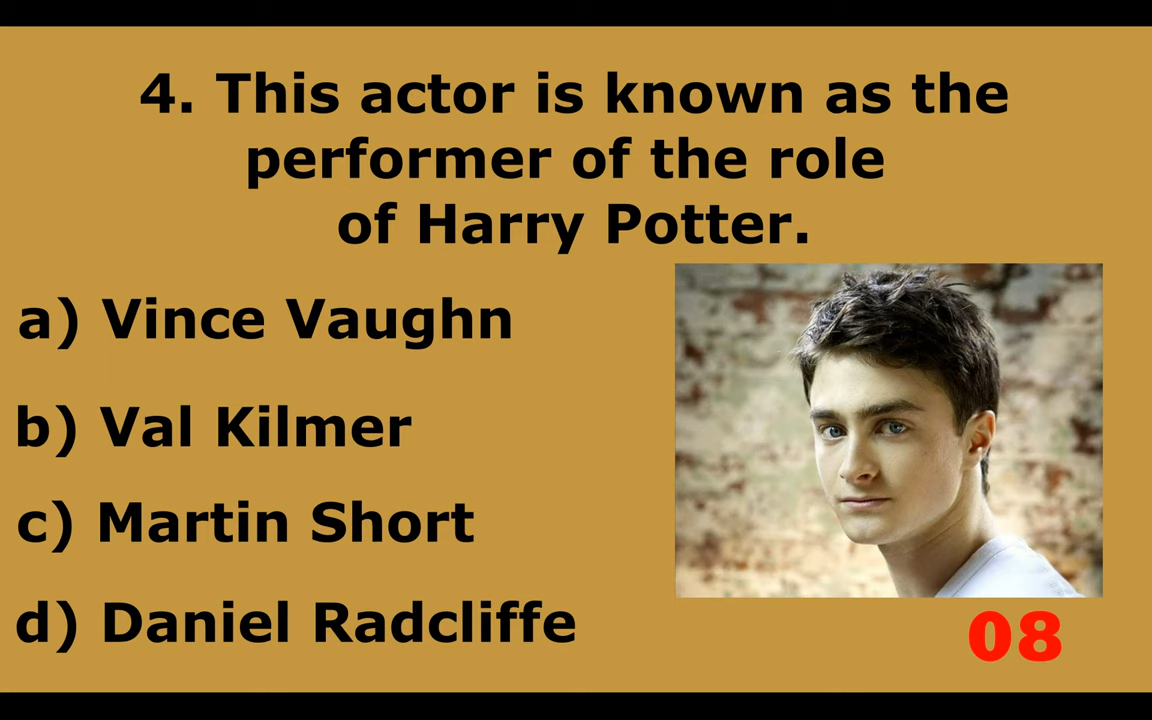 4. This actor is known as the
performer of the role
of Harry Potter.
a) Vince Vaughn
b) Val Kilmer
c) Martin Short
d) Daniel Radcliffe
08